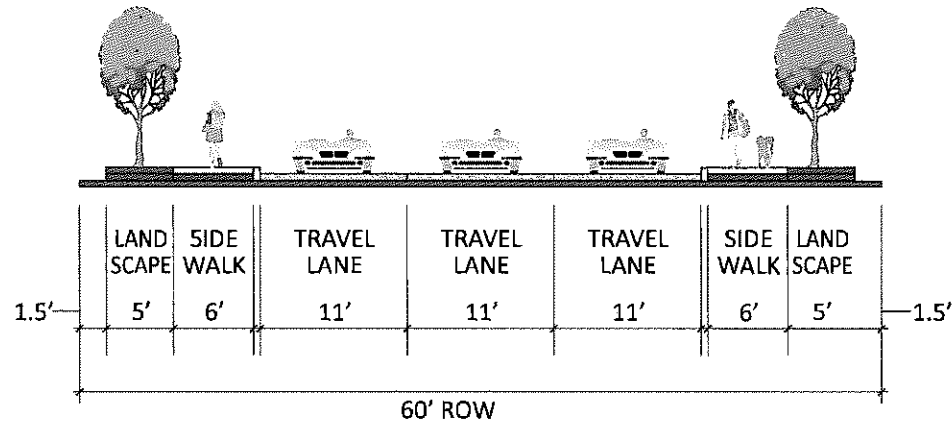 LAND SCAPE
SIDE WALK
TRAVEL LANE
TRAVEL LANE
TRAVEL LANE
SIDE WALK
LAND SCAPE
1.5'
5'
6'
11'
11'
11'
6'
5'
1.5'
60' ROW